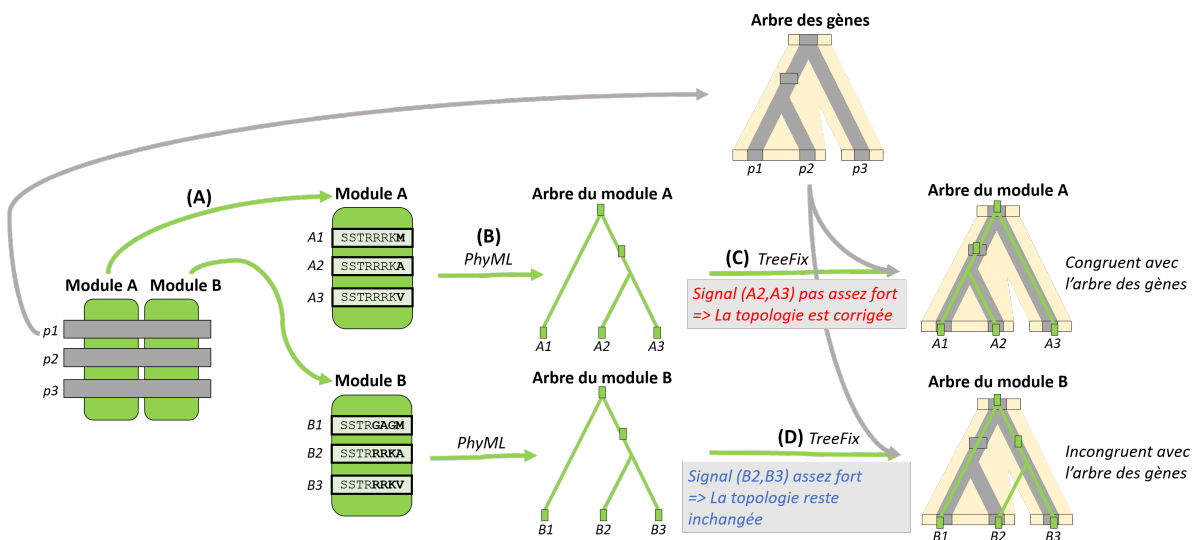 Arbre des gènes
p1 p2 p3
(A)
Module A Module B
p1
p2
p3
Module A
A1 SSTRRRKM
A2 SSTRRRKA
A3 SSTRRRKV
(B)
PhyML
Arbre du module A
A1 A2 A3
(C) TreeFix
Signal (A2,A3) pas assez fort
=> La topologie est corrigée
Arbre du module A
A1 A2 A3
Congruent avec
l’arbre des gènes
Module B
B1 SSTRGAGM
B2 SSTRRRKA
B3 SSTRRRKV
PhyML
Arbre du module B
B1 B2 B3
(D) TreeFix
Signal (B2,B3) assez fort
=> La topologie reste
inchangée
Arbre du module B
B1 B2 B3
Incongruent avec
l’arbre des gènes